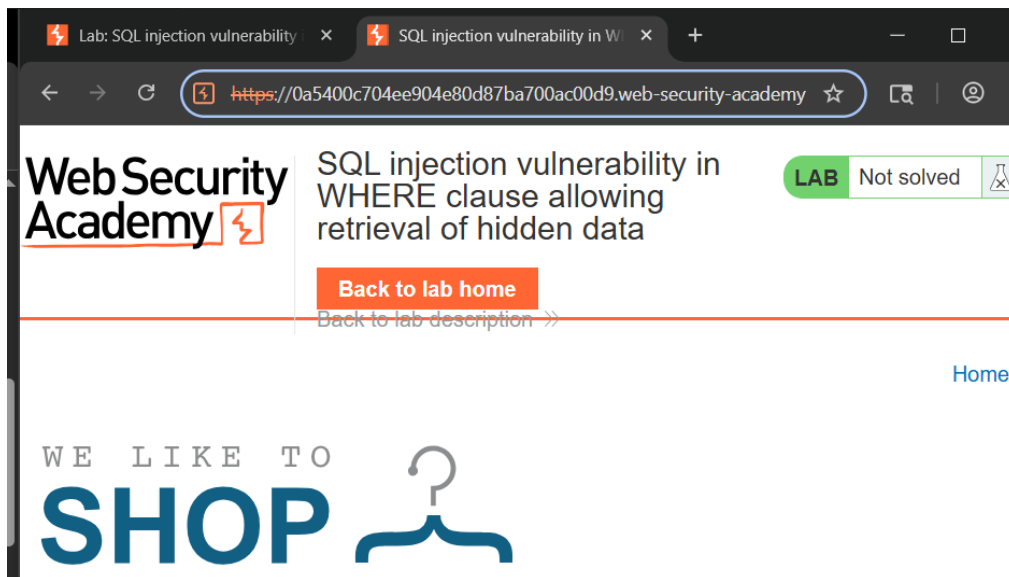 Lab: SQL injection vulnerability
SQL injection vulnerability in W
https://0a5400c704ee904e80d87ba700ac00d9.web-security-academy
Web Security
Academy
SQL injection vulnerability in
WHERE clause allowing
retrieval of hidden data
LAB Not solved
Back to lab home
Back to lab description
Home
WE LIKE TO
SHOP